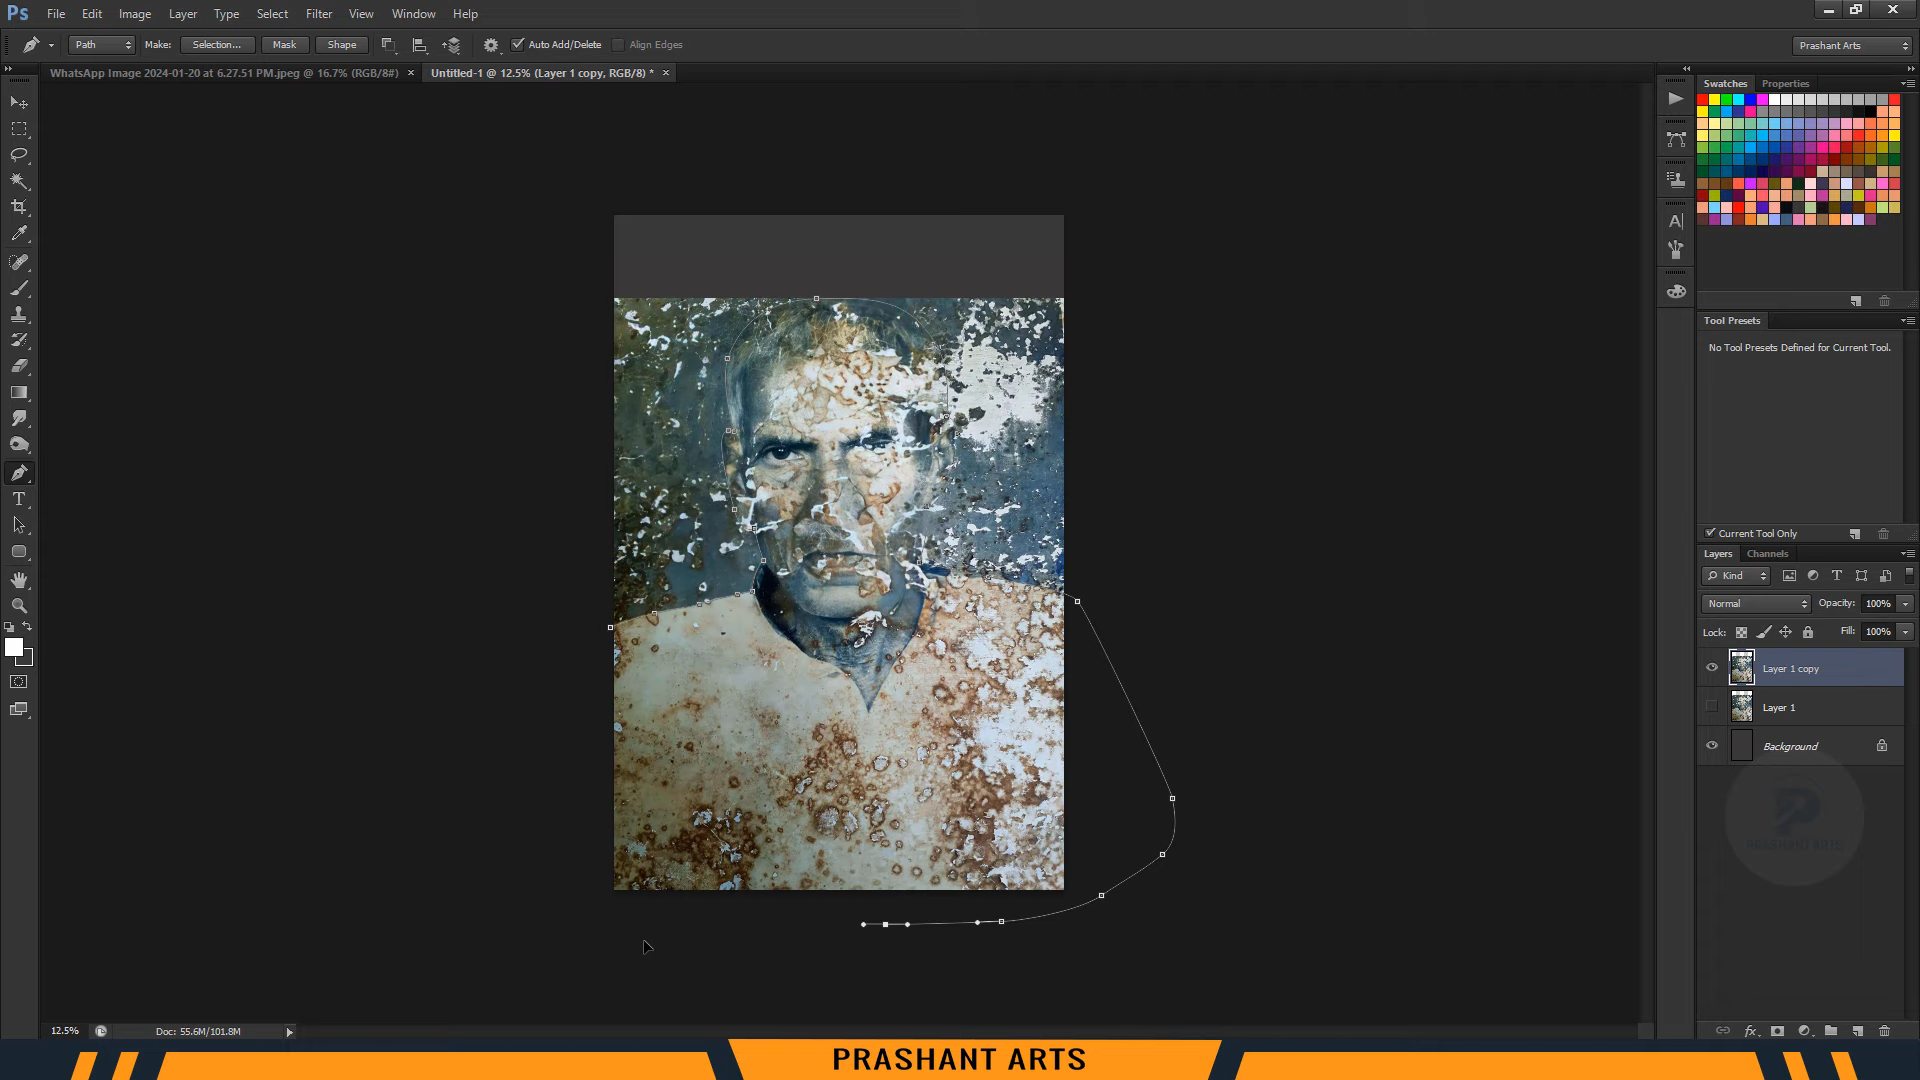 Ps File Edit Image Layer Type Select Filter View Window Help
Path Make: Selection... Mask Shape Auto Add/Delete Align Edges Prashant Arts
WhatsApp Image 2024-01-20 at 6.27.51 PM.jpeg @ 16.7% (RGB/8#) × Untitled-1 @ 12.5% (Layer 1 copy, RGB/8) * ×
Swatches Properties
Tool Presets
No Tool Presets Defined for Current Tool.
Current Tool Only
Layers Channels
Kind
Normal Opacity: 100%
Lock: Fill: 100%
Layer 1 copy
Layer 1
Background
PRASHANT ARTS
12.5% Doc: 55.6M/101.8M
PRASHANT ARTS